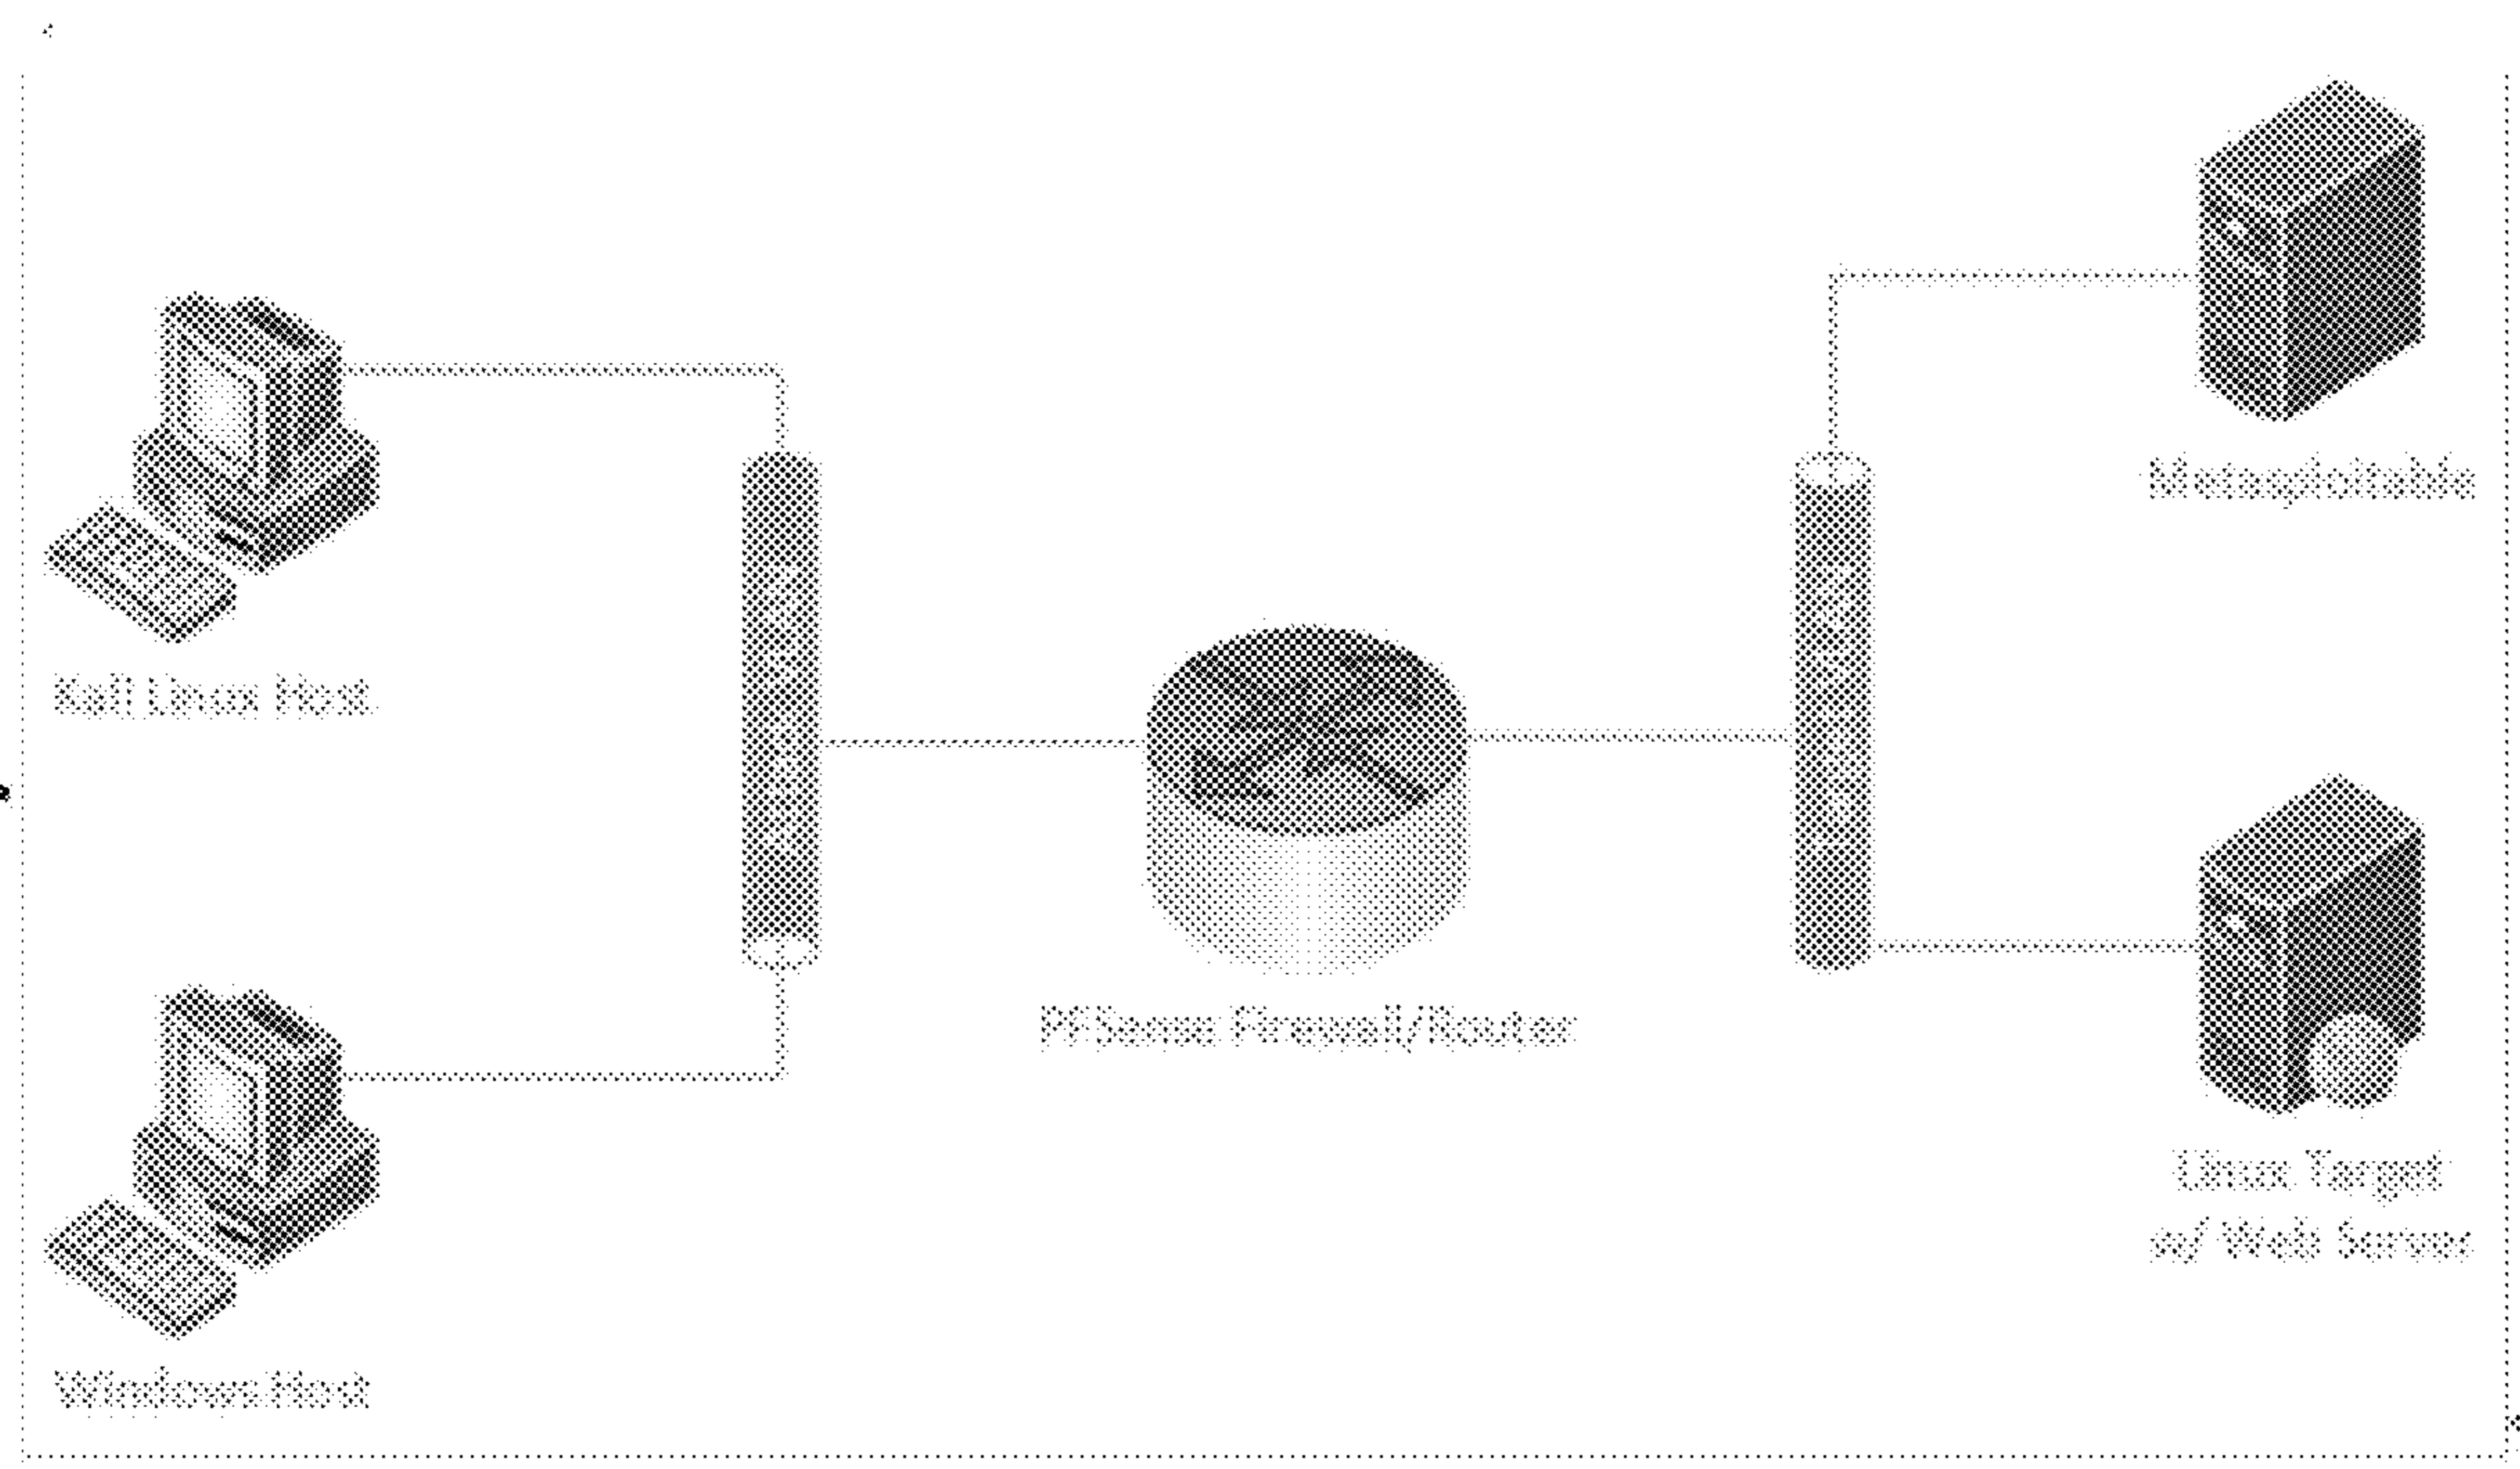 Metasploitable
Kali Linux Host
PFSense Firewall/Router
Linux Target
w/ Web Server
Windows Host